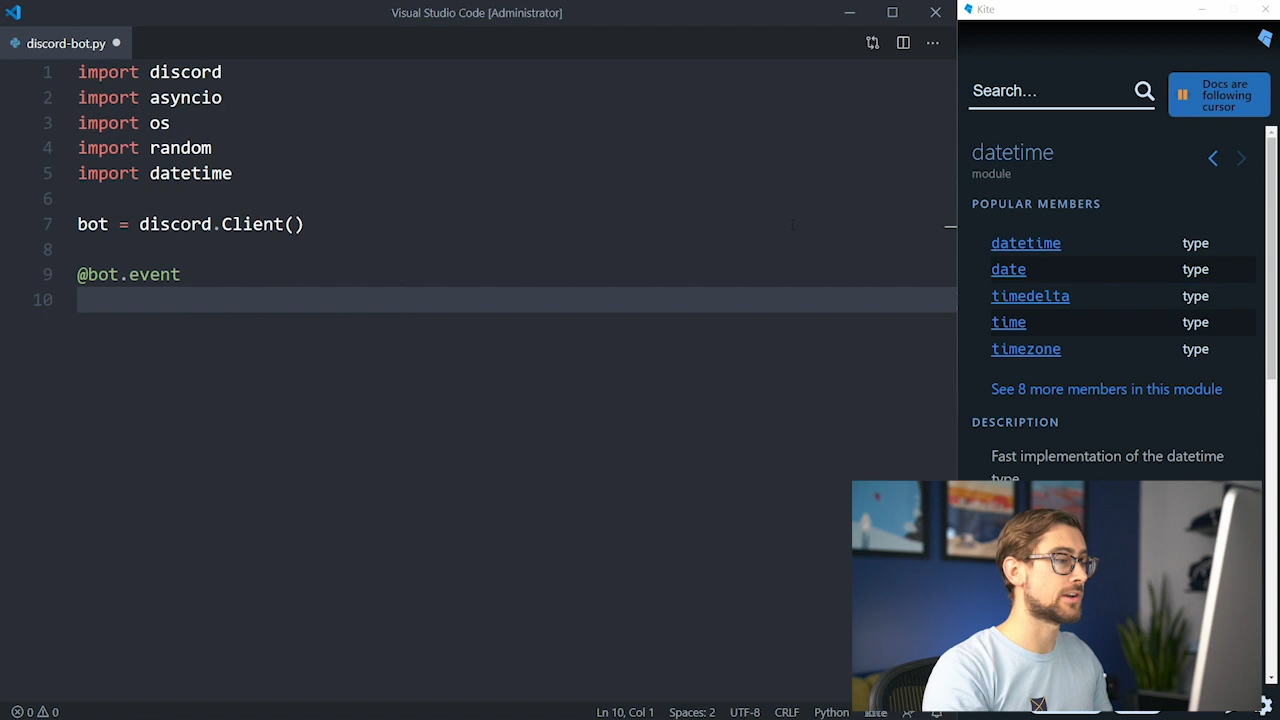 Visual Studio Code [Administrator]
discord-bot.py
1 import discord
2 import asyncio
3 import os
4 import random
5 import datetime
6
7 bot = discord.Client()
8
9 @bot.event
10
0 0
Ln 10, Col 1 Spaces: 2 UTF-8 CRLF Python
Kite
Search...
Docs are
following
cursor
datetime
module
POPULAR MEMBERS
datetime type
date type
timedelta type
time type
timezone type
See 8 more members in this module
DESCRIPTION
Fast implementation of the datetime
type